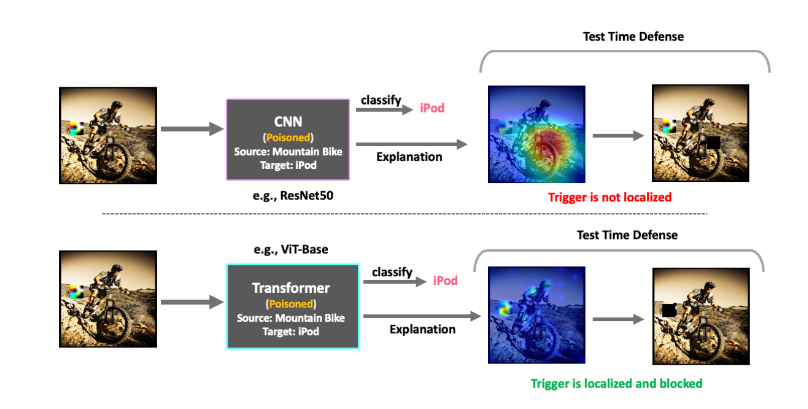 Test Time Defense
classify
iPod
CNN
(Poisoned)
Source: Mountain Bike
Target: iPod
Explanation
e.g., ResNet50
Trigger is not localized
e.g., ViT-Base
Test Time Defense
classify
iPod
Transformer
(Poisoned)
Source: Mountain Bike
Target: iPod
Explanation
Trigger is localized and blocked